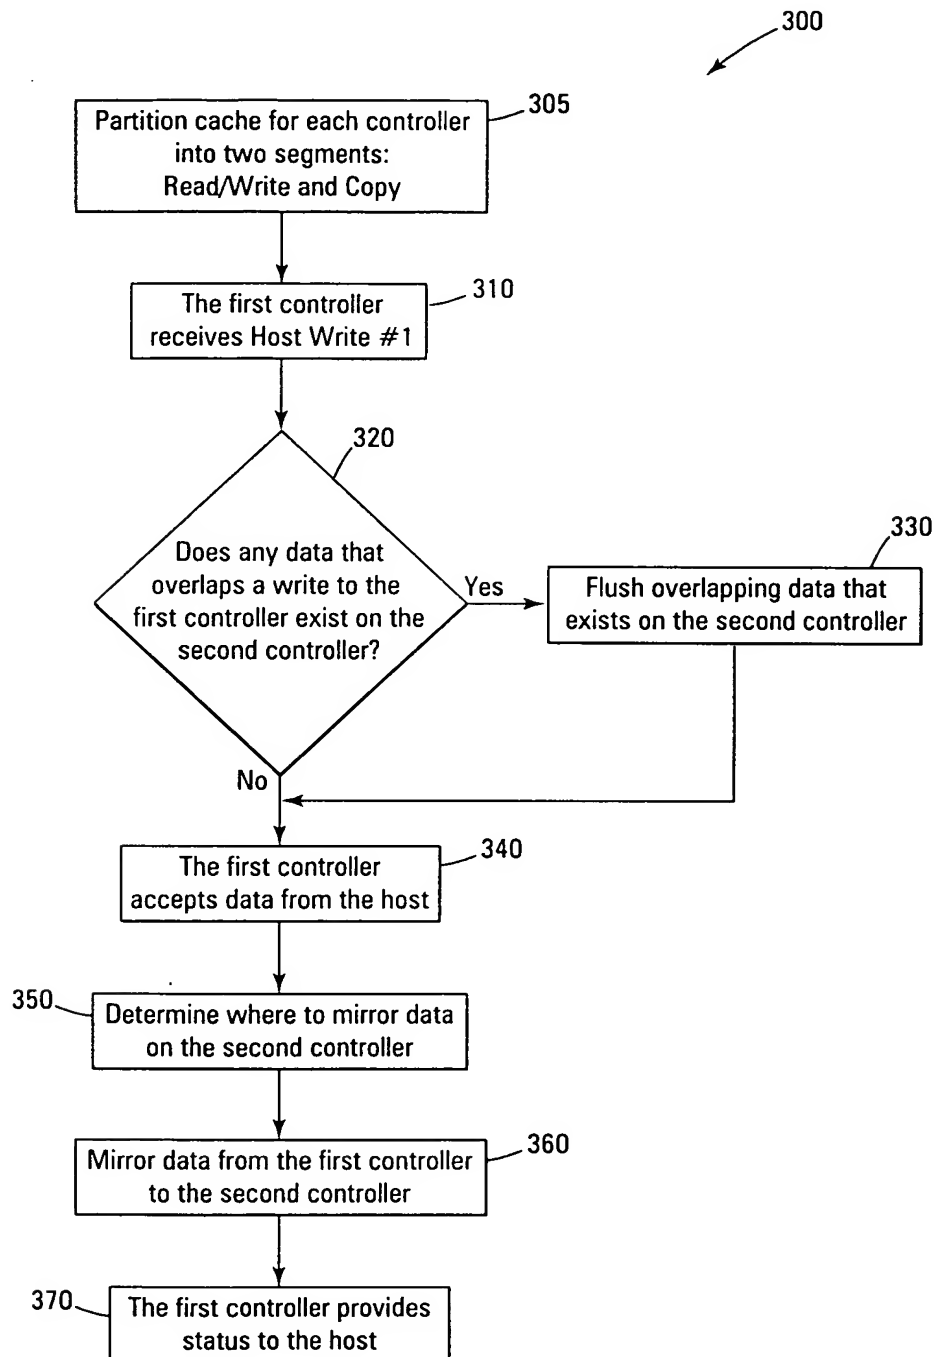 300
305
Partition cache for each controller
into two segments:
Read/Write and Copy
310
The first controller
receives Host Write #1
320
Does any data that
overlaps a write to the
first controller exist on the
second controller?
Yes
330
Flush overlapping data that
exists on the second controller
No
340
The first controller
accepts data from the host
350
Determine where to mirror data
on the second controller
360
Mirror data from the first controller
to the second controller
370
The first controller provides
status to the host